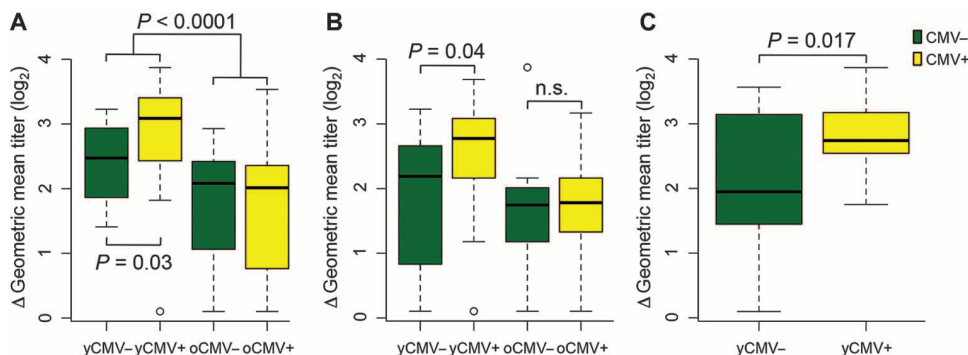 A
P < 0.0001
Δ Geometric mean titer (log2)
4
3
2
1
0
P = 0.03
yCMV–
yCMV+
oCMV–
oCMV+
B
P = 0.04
n.s.
Δ Geometric mean titer (log2)
4
3
2
1
0
yCMV–
yCMV+
oCMV–
oCMV+
C
P = 0.017
CMV–
CMV+
Δ Geometric mean titer (log2)
4
3
2
1
0
yCMV–
yCMV+